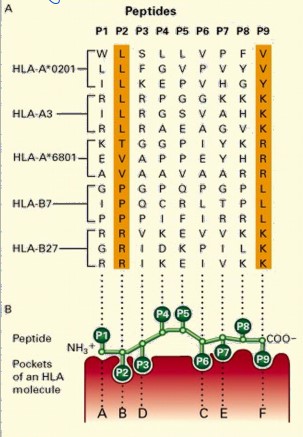 A
Peptides
P1 P2 P3 P4 P5 P6 P7 P8 P9
W L S L L V P F V
HLA-A*0201 L L F G V P V Y V
I L K E P V H G Y
R L R P G G K K K
HLA-A3 I L R G S V A H K
R L R A E A G V K
K T G G P I Y K R
HLA-A*6801 E V A P P E Y H R
A V A A V A A R R
G P G P Q P G P L
HLA-B7 I P Q C R L T P L
P P P I F I R R L
R R V K E V V K K
HLA-B27 G R I D K P I L K
R R I K E I V K K
B
P4 P5
P1 P8
Peptide NH₃⁺ COO⁻
P3 P6 P7 P9
P2
Pockets
of an HLA
molecule
A B D C E F